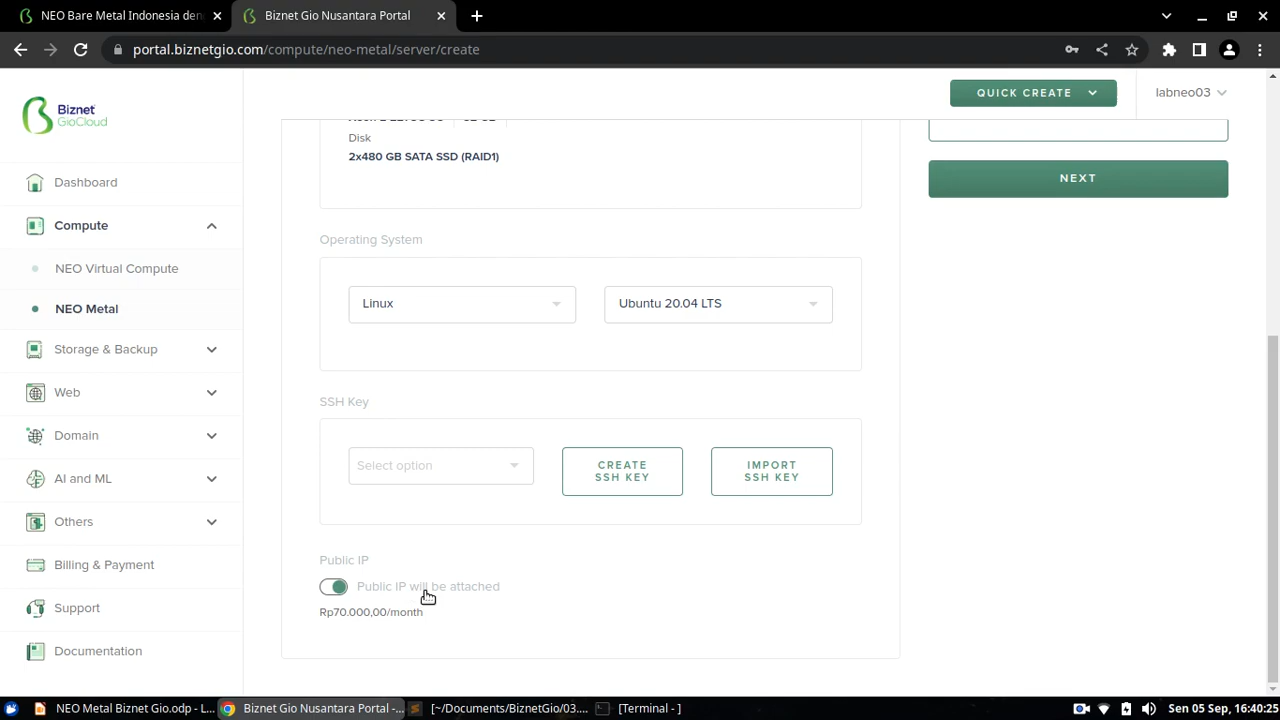 NEO Bare Metal Indonesia den
Biznet Gio Nusantara Portal
portal.biznetgio.com/compute/neo-metal/server/create
Biznet
GioCloud
QUICK CREATE
labneo03
Dashboard
Compute
NEO Virtual Compute
NEO Metal
Storage & Backup
Web
Domain
AI and ML
Others
Billing & Payment
Support
Documentation
Disk
2x480 GB SATA SSD (RAID1)
NEXT
Operating System
Linux
Ubuntu 20.04 LTS
SSH Key
Select option
CREATE
SSH KEY
IMPORT
SSH KEY
Public IP
Public IP will be attached
Rp70.000,00/month
NEO Metal Biznet Gio.odp - L...
Biznet Gio Nusantara Portal -...
[~/Documents/BiznetGio/03....
[Terminal - ]
Sen 05 Sep, 16:40:25